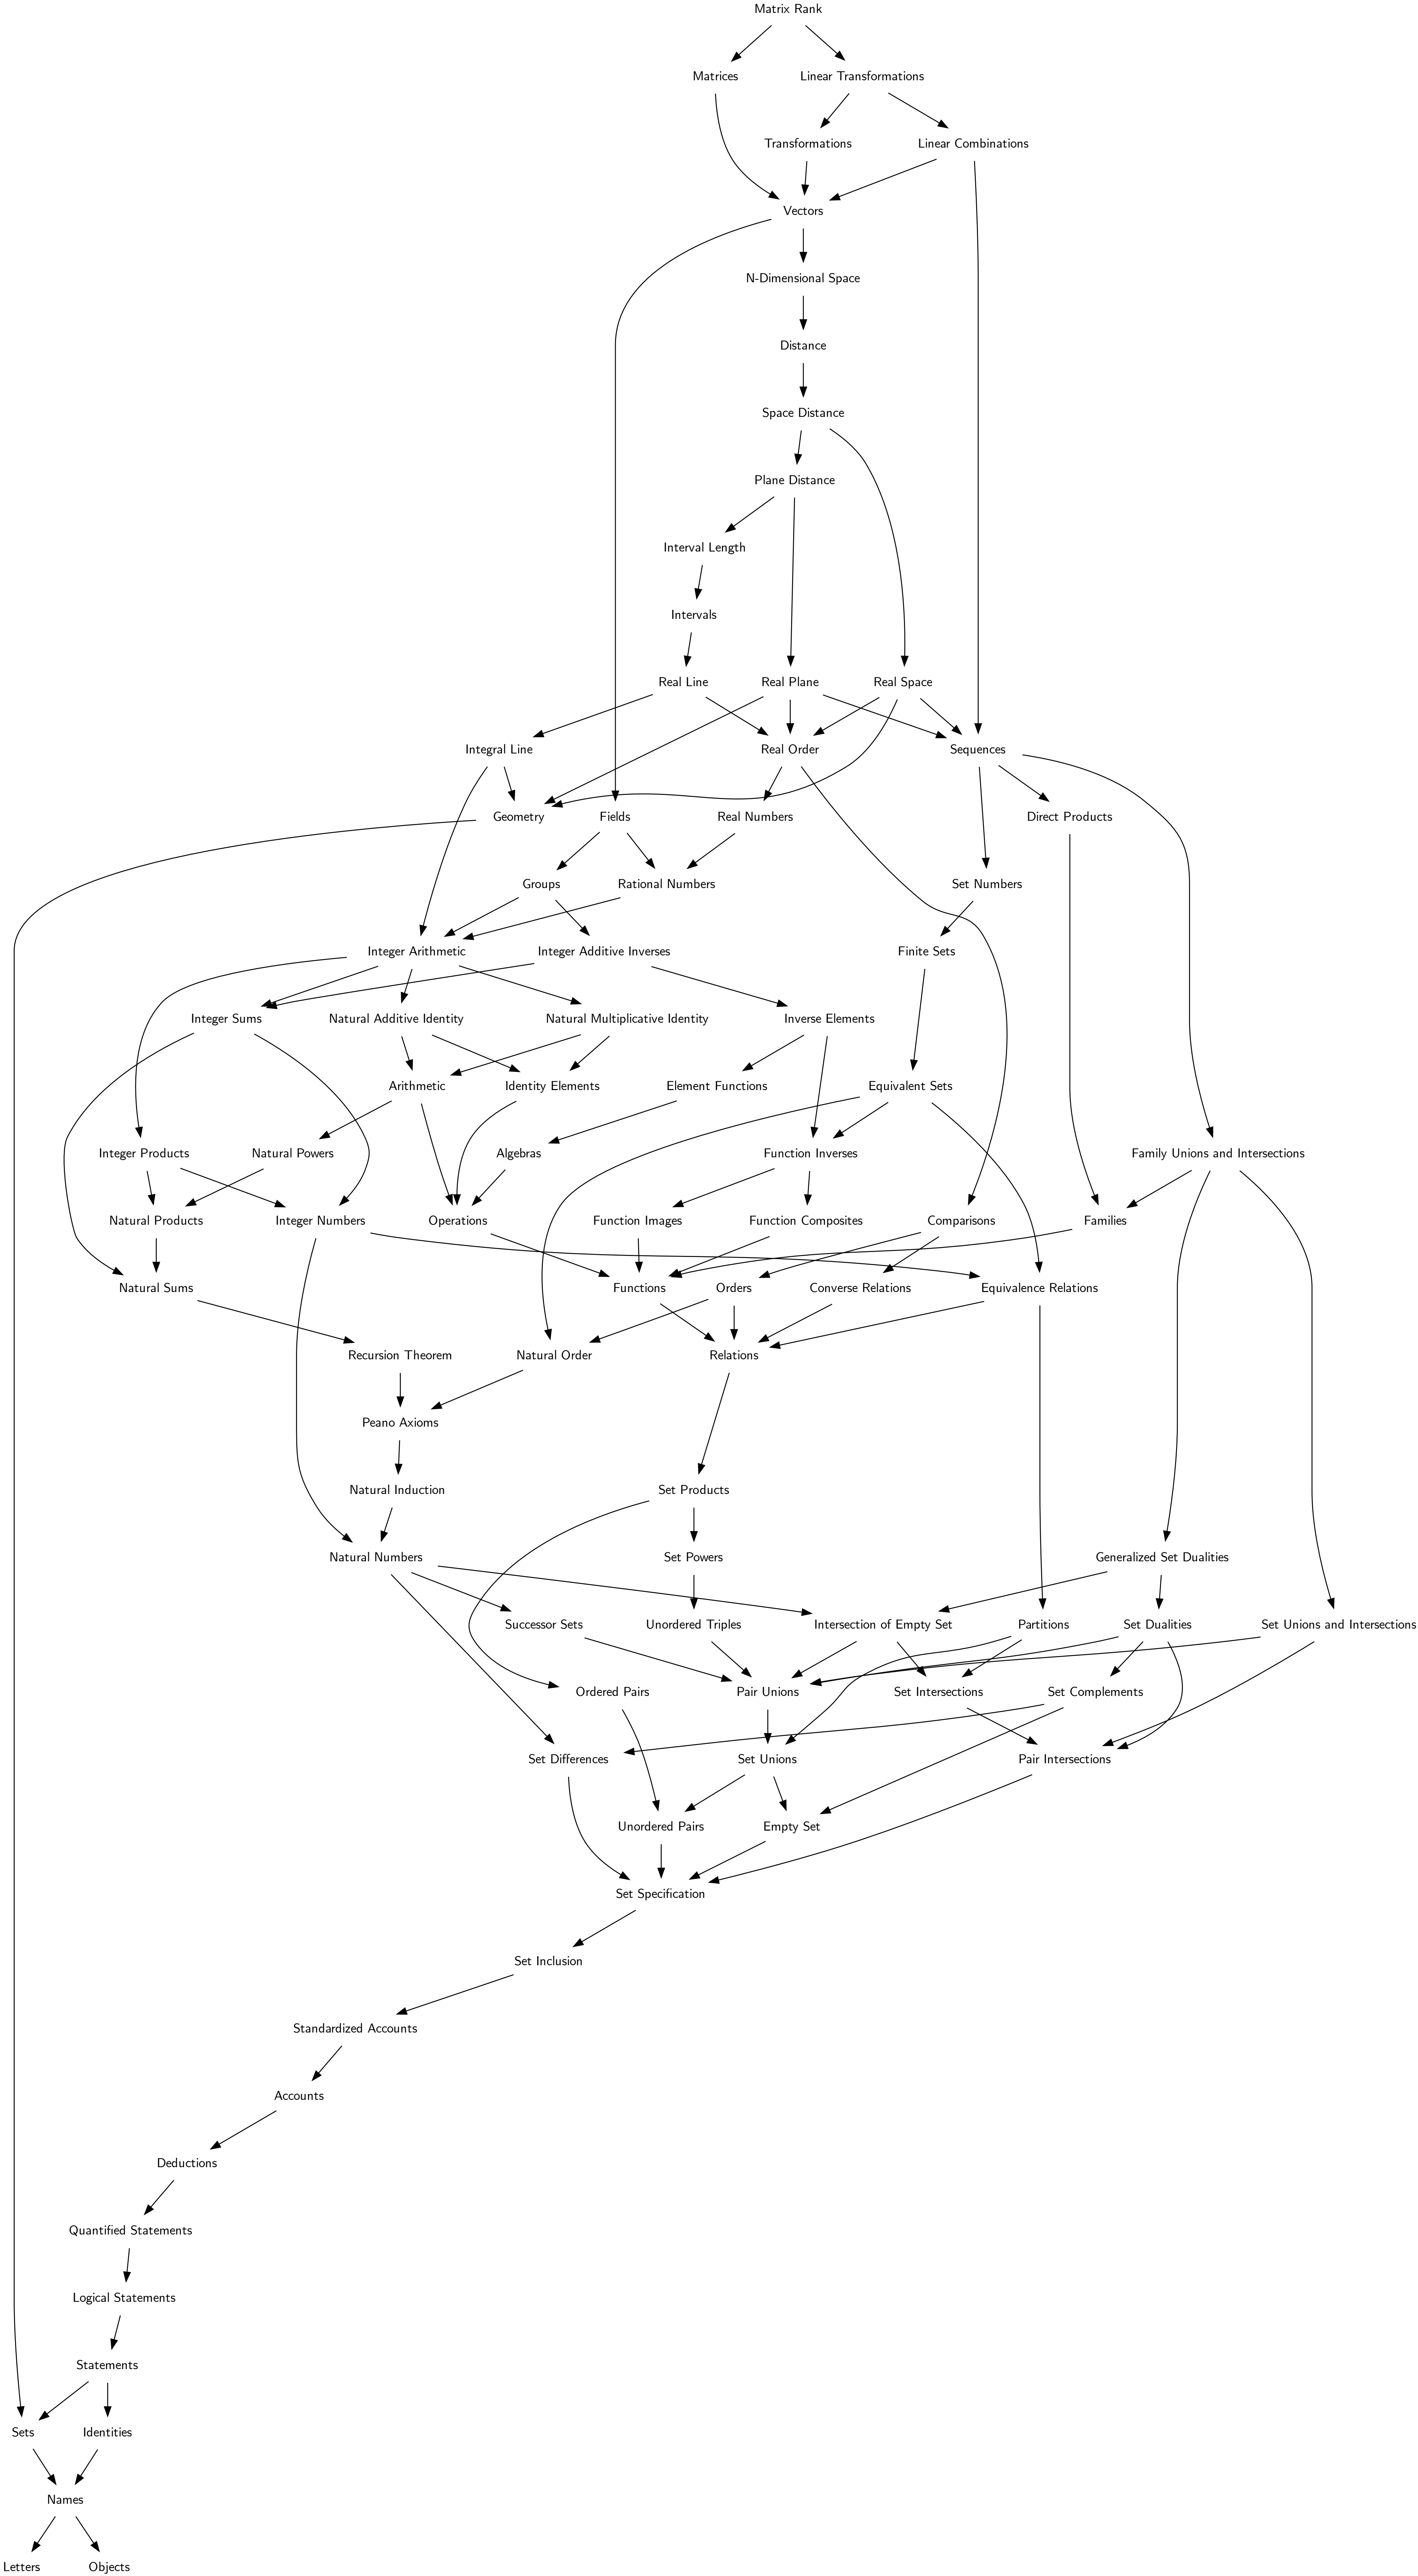 Matrix Rank
Matrices
Linear Transformations
Transformations
Linear Combinations
Vectors
N-Dimensional Space
Distance
Space Distance
Plane Distance
Interval Length
Intervals
Real Line
Real Plane
Real Space
Integral Line
Real Order
Sequences
Geometry
Fields
Real Numbers
Direct Products
Groups
Rational Numbers
Set Numbers
Integer Arithmetic
Integer Additive Inverses
Finite Sets
Integer Sums
Natural Additive Identity
Natural Multiplicative Identity
Inverse Elements
Arithmetic
Identity Elements
Element Functions
Equivalent Sets
Integer Products
Natural Powers
Algebras
Function Inverses
Family Unions and Intersections
Natural Products
Integer Numbers
Operations
Function Images
Function Composites
Comparisons
Families
Natural Sums
Functions
Orders
Converse Relations
Equivalence Relations
Recursion Theorem
Natural Order
Relations
Peano Axioms
Natural Induction
Set Products
Natural Numbers
Set Powers
Generalized Set Dualities
Successor Sets
Unordered Triples
Intersection of Empty Set
Partitions
Set Dualities
Set Unions and Intersections
Ordered Pairs
Pair Unions
Set Intersections
Set Complements
Set Differences
Set Unions
Pair Intersections
Unordered Pairs
Empty Set
Set Specification
Set Inclusion
Standardized Accounts
Accounts
Deductions
Quantified Statements
Logical Statements
Statements
Sets
Identities
Names
Letters
Objects